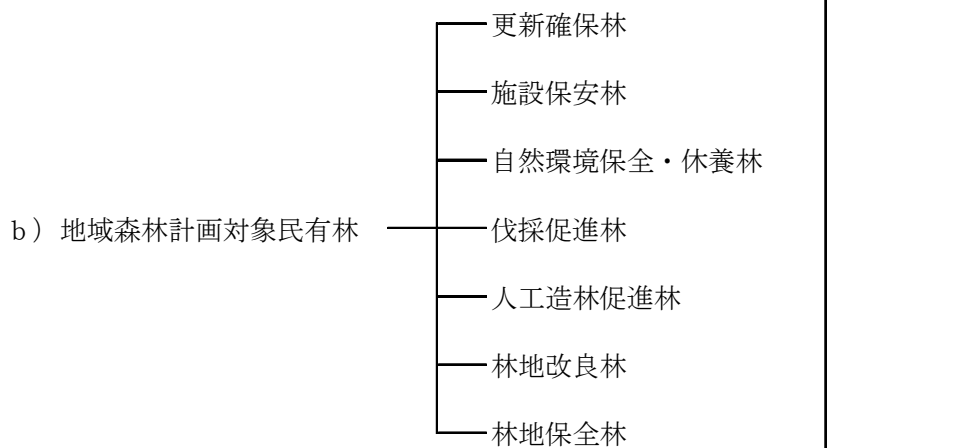 更新確保林
施設保安林
自然環境保全・休養林
b）地域森林計画対象民有林
伐採促進林
人工造林促進林
林地改良林
林地保全林